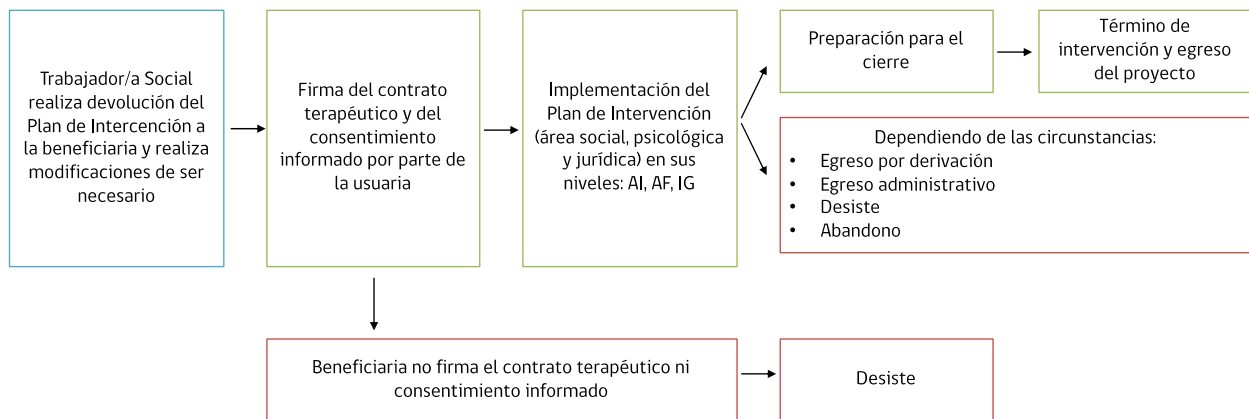 Trabajador/a Social
realiza devolución del
Plan de Intercención a
la beneficiaria y realiza
modificaciones de ser
necesario
Firma del contrato
terapéutico y del
consentimiento
informado por parte de
la usuaria
Implementación del
Plan de Intervención
(área social, psicológica
y jurídica) en sus
niveles: AI, AF, IG
Preparación para el
cierre
Término de
intervención y egreso
del proyecto
Dependiendo de las circunstancias:
• Egreso por derivación
• Egreso administrativo
• Desiste
• Abandono
Beneficiaria no firma el contrato terapéutico ni
consentimiento informado
Desiste